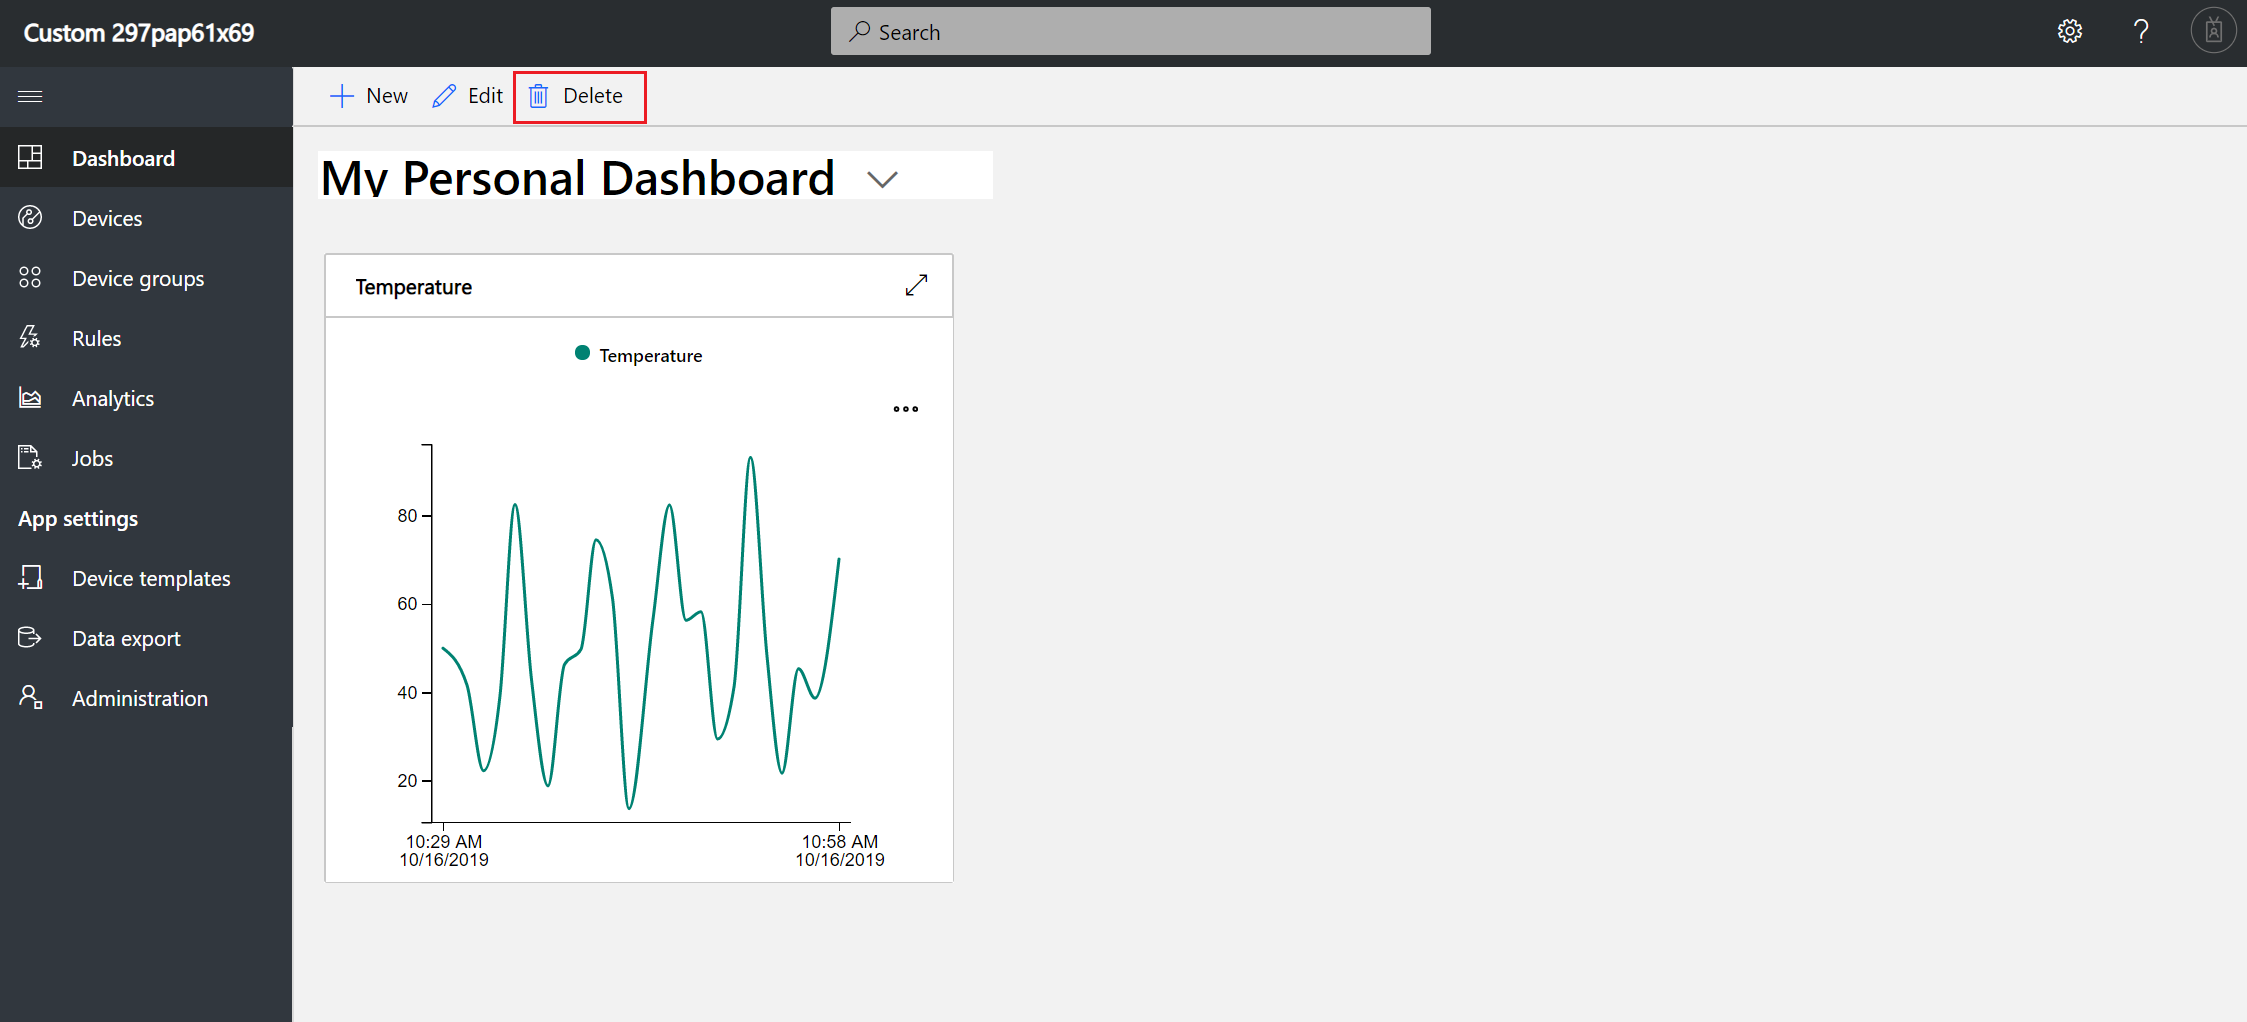 Custom 297pap61x69
Search
?
New
Edit
Delete
Dashboard
Devices
Device groups
Rules
Analytics
Jobs
App settings
Device templates
Data export
Administration
My Personal Dashboard
Temperature
Temperature
80
60
40
20
10:29 AM
10/16/2019
10:58 AM
10/16/2019